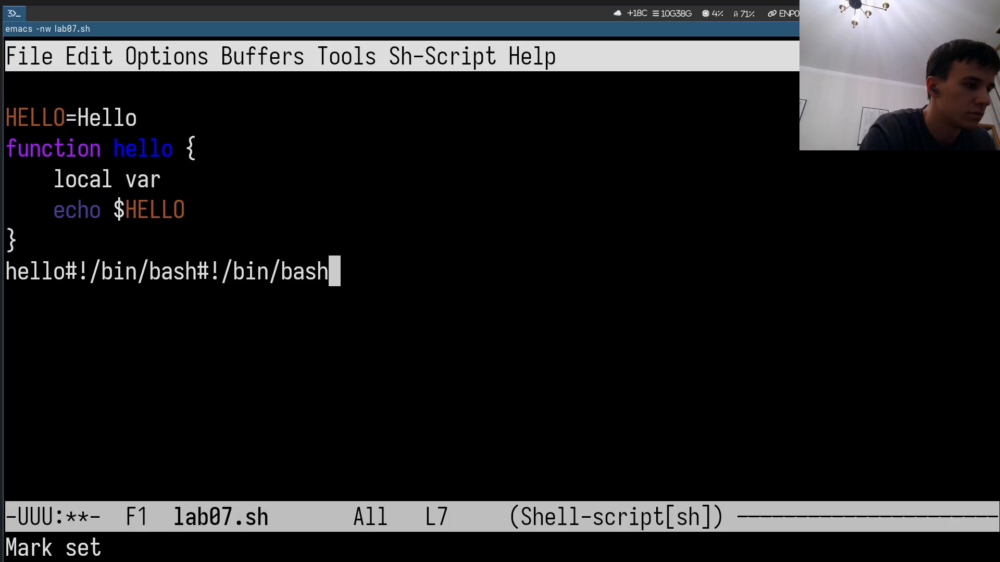 3>_ +18C 10G38G 4% й 71% ENP0
emacs -nw lab07.sh
File Edit Options Buffers Tools Sh-Script Help
HELLO=Hello
function hello {
    local var
    echo $HELLO
}
hello#!/bin/bash#!/bin/bash
-UUU:**-  F1  lab07.sh       All   L7     (Shell-script[sh])
Mark set